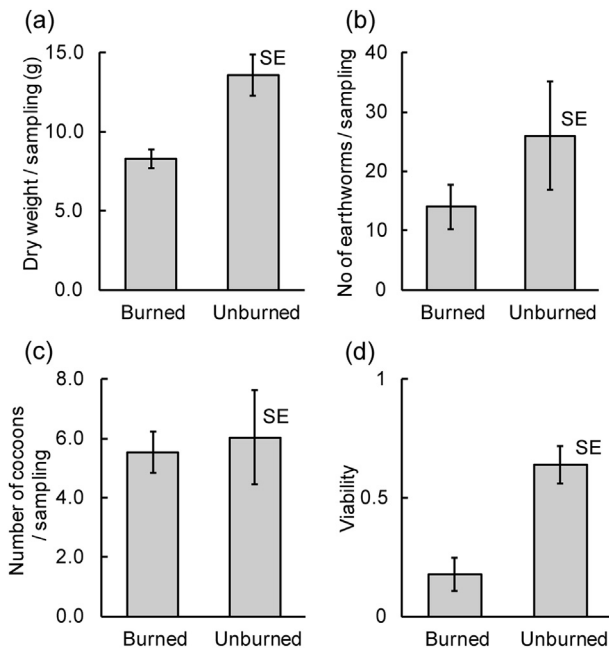 (a)
Dry weight / sampling (g)
15.0
10.0
5.0
0.0
SE
Burned
Unburned
(b)
No of earthworms / sampling
40
30
20
10
0
SE
Burned
Unburned
(c)
Number of cocoons
/ sampling
8.0
6.0
4.0
2.0
0.0
SE
Burned
Unburned
(d)
Viability
1
0.5
0
SE
Burned
Unburned